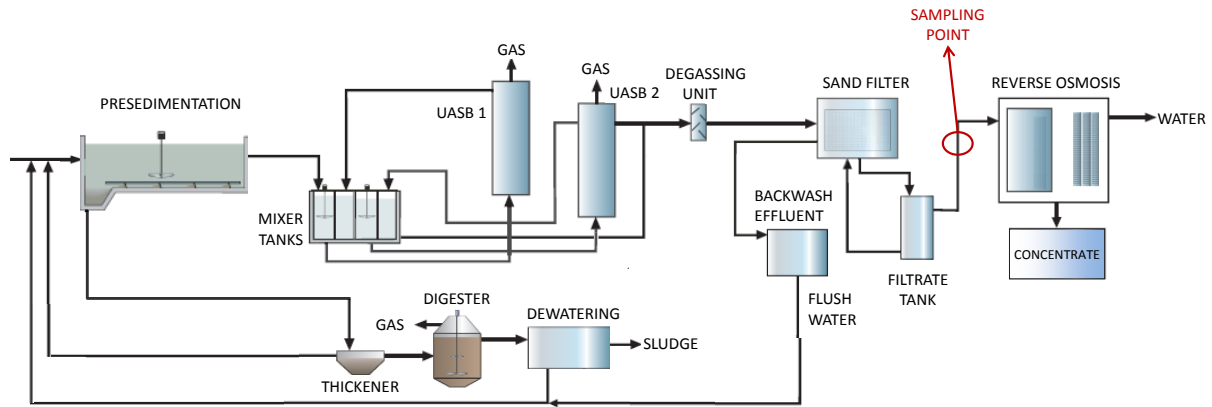 SAMPLING
POINT
GAS
GAS
DEGASSING
UNIT
SAND FILTER
REVERSE OSMOSIS
PRESEDIMENTATION
UASB 1
UASB 2
WATER
MIXER
TANKS
BACKWASH
EFFLUENT
CONCENTRATE
FILTRATE
TANK
FLUSH
WATER
DIGESTER
GAS
DEWATERING
SLUDGE
THICKENER